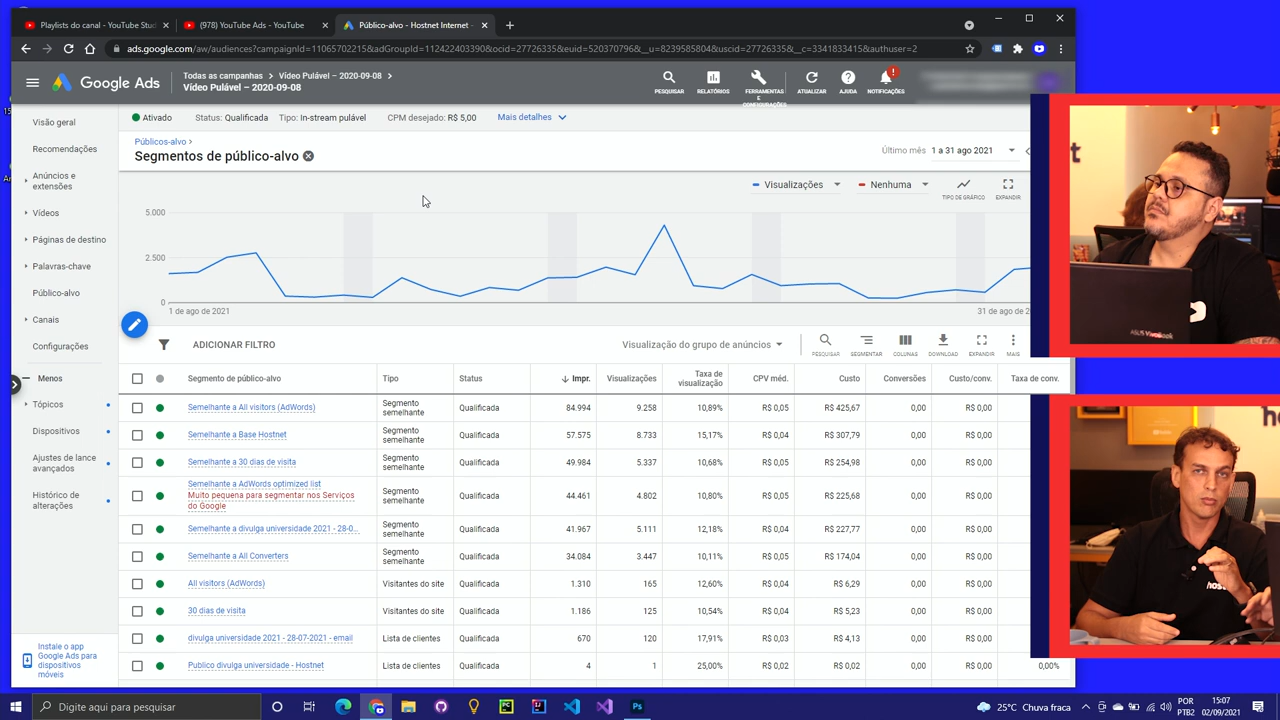 Playlists do canal - YouTube Stud
(978) YouTube Ads - YouTube
Público-alvo - Hostnet Internet -
ads.google.com/aw/audiences?campaignId=11065702215&adGroupId=112422403390&ocid=27726335&euid=520370796&__u=8239585804&uscid=27726335&__c=3341833415&authuser=2
Google Ads
Todas as campanhas > Vídeo Pulável – 2020-09-08 >
Vídeo Pulável – 2020-09-08
PESQUISAR
RELATÓRIOS
FERRAMENTAS
E
CONFIGURAÇÕES
ATUALIZAR
AJUDA
NOTIFICAÇÕES
Visão geral
Recomendações
Anúncios e
extensões
Vídeos
Páginas de destino
Palavras-chave
Público-alvo
Canais
Configurações
Menos
Tópicos
Dispositivos
Ajustes de lance
avançados
Histórico de
alterações
Instale o app
Google Ads para
dispositivos
móveis
Ativado Status: Qualificada Tipo: In-stream pulável CPM desejado: R$ 5,00 Mais detalhes
Públicos-alvo >
Segmentos de público-alvo
Último mês 1 a 31 ago 2021
Visualizações
Nenhuma
TIPO DE GRÁFICO
EXPANDIR
5.000
2.500
0
1 de ago de 2021
31 de ago de
ADICIONAR FILTRO
Visualização do grupo de anúncios
PESQUISAR
SEGMENTAR
COLUNAS
DOWNLOAD
EXPANDIR
MAIS
Segmento de público-alvo Tipo Status Impr. Visualizações Taxa de visualização CPV méd. Custo Conversões Custo/conv. Taxa de conv.
Semelhante a All visitors (AdWords) Segmento semelhante Qualificada 84.994 9.258 10,89% R$ 0,05 R$ 425,67 0,00 R$ 0,00
Semelhante a Base Hostnet Segmento semelhante Qualificada 57.575 8.733 15,17% R$ 0,04 R$ 307,79 0,00 R$ 0,00
Semelhante a 30 dias de visita Segmento semelhante Qualificada 49.984 5.337 10,68% R$ 0,05 R$ 254,98 0,00 R$ 0,00
Semelhante a AdWords optimized list
Muito pequena para segmentar nos Serviços
do Google
Segmento semelhante Qualificada 44.461 4.802 10,80% R$ 0,05 R$ 225,68 0,00 R$ 0,00
Semelhante a divulga universidade 2021 - 28-0... Segmento semelhante Qualificada 41.967 5.111 12,18% R$ 0,04 R$ 227,77 0,00 R$ 0,00
Semelhante a All Converters Segmento semelhante Qualificada 34.084 3.447 10,11% R$ 0,05 R$ 174,04 0,00 R$ 0,00
All visitors (AdWords) Visitantes do site Qualificada 1.310 165 12,60% R$ 0,04 R$ 6,29 0,00 R$ 0,00
30 dias de visita Visitantes do site Qualificada 1.186 125 10,54% R$ 0,04 R$ 5,23 0,00 R$ 0,00
divulga universidade 2021 - 28-07-2021 - email Lista de clientes Qualificada 670 120 17,91% R$ 0,03 R$ 4,13 0,00 R$ 0,00
Publico divulga universidade - Hostnet Lista de clientes Qualificada 4 1 25,00% R$ 0,02 R$ 0,02 0,00 R$ 0,00 0,00%
ASUS VivoBook
host
Digite aqui para pesquisar
25°C Chuva fraca
POR
PTB2
15:07
02/09/2021